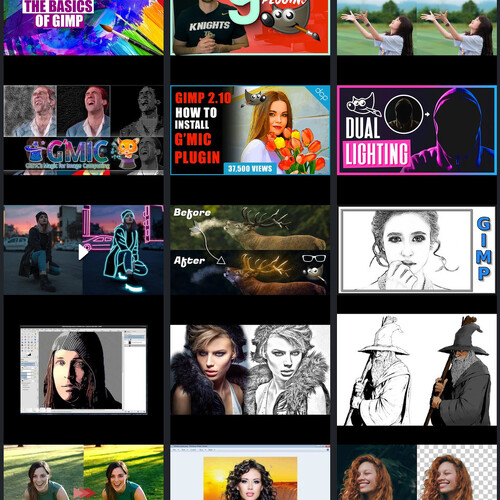 THE BASICS
OF GIMP
KNIGHTS
G'MIC
GREYC's Magic for Image Computing
GIMP 2.10
HOW TO
INSTALL
G'MIC
PLUGIN
37,500 VIEWS
DUAL
LIGHTING
Before
After
GIMP